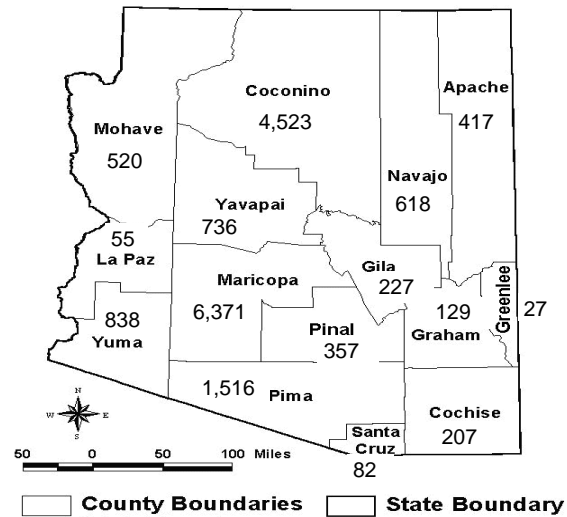 Coconino
4,523
Apache
417
Mohave
520
Navajo
618
Yavapai
736
55
La Paz
Gila
227
Maricopa
6,371
Greenlee
27
129
Graham
838
Yuma
Pinal
357
1,516 Pima
Cochise
207
Santa
Cruz
82
N
W E
S
50 0 50 100 Miles
County Boundaries State Boundary